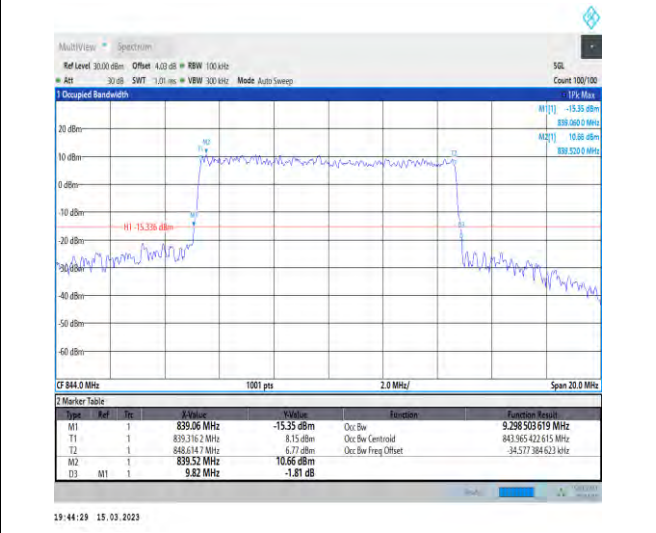 MultiView Spectrum
Ref Level 30.00 dBm Offset 4.03 dB RBW 100 kHz SGL
Att 30 dB SWT 1.01 ms VBW 300 kHz Mode Auto Sweep Count 100/100
1 Occupied Bandwidth 1Pk Max
M1[1] -15.35 dBm
839.060 0 MHz
M2[1] 10.66 dBm
839.520 0 MHz
20 dBm
M2
T1 T2
10 dBm
0 dBm
-10 dBm
M1
H1 -15.336 dBm
D3
-20 dBm
-30 dBm
-40 dBm
-50 dBm
-60 dBm
CF 844.0 MHz 1001 pts 2.0 MHz/ Span 20.0 MHz
2 Marker Table
Type Ref Trc X-Value Y-Value Function Function Result
M1 1 839.06 MHz -15.35 dBm Occ Bw 9.298 503 619 MHz
T1 1 839.316 2 MHz 8.15 dBm Occ Bw Centroid 843.965 422 615 MHz
T2 1 848.614 7 MHz 6.77 dBm Occ Bw Freq Offset -34.577 384 623 kHz
M2 1 839.52 MHz 10.66 dBm
D3 M1 1 9.82 MHz -1.81 dB
19:44:29 15.03.2023